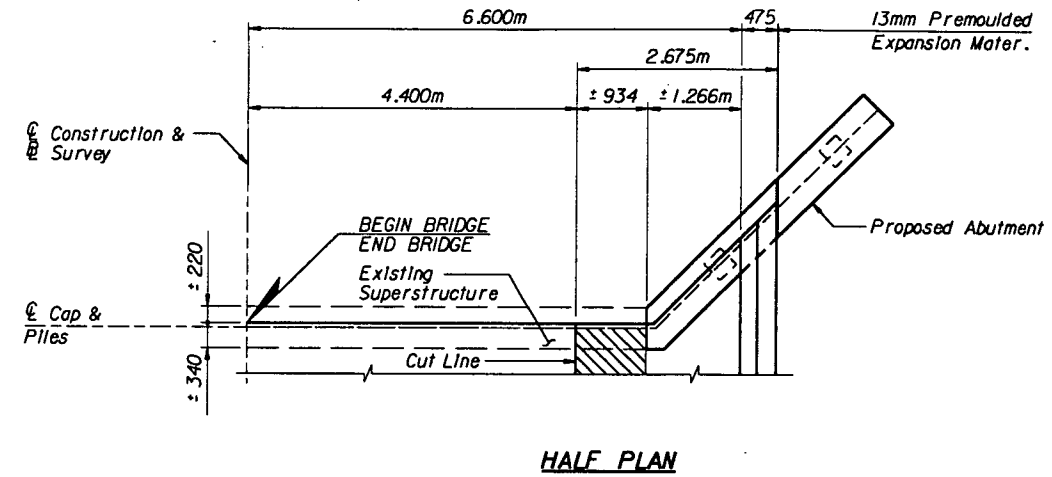 6.600m
475
13mm Premoulded
Expansion Mater.
2.675m
4.400m
±934
±1.266m
℄ Construction &
℄ Survey
BEGIN BRIDGE
END BRIDGE
Proposed Abutment
±220
Existing
Superstructure
℄ Cap &
Piles
Cut Line
±340
HALF PLAN